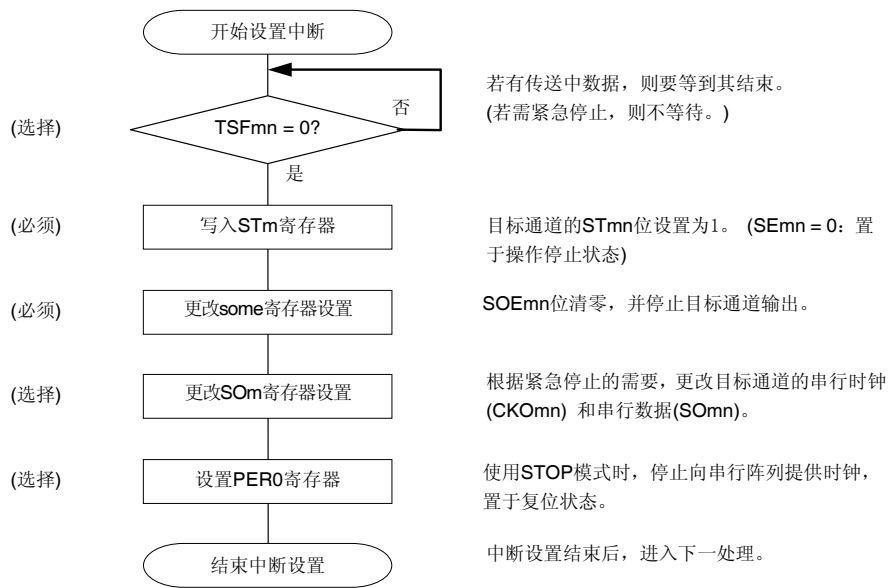 开始设置中断
若有传送中数据，则要等到其结束。
(若需紧急停止，则不等待。)
否
(选择)
TSFmn = 0?
是
(必须)
写入STm寄存器
目标通道的STmn位设置为1。 (SEmn = 0：置
于操作停止状态)
(必须)
更改some寄存器设置
SOEmn位清零，并停止目标通道输出。
(选择)
更改SOm寄存器设置
根据紧急停止的需要，更改目标通道的串行时钟
(CKOmn) 和串行数据(SOmn)。
(选择)
设置PER0寄存器
使用STOP模式时，停止向串行阵列提供时钟，
置于复位状态。
结束中断设置
中断设置结束后，进入下一处理。